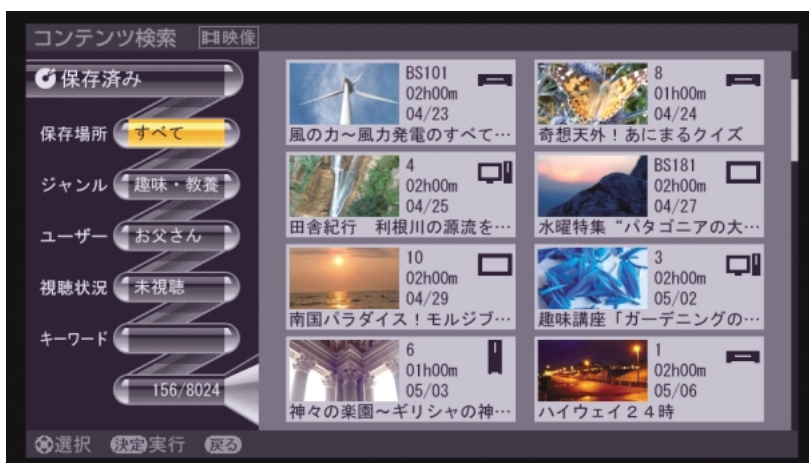 コンテンツ検索 映像
保存済み
保存場所 すべて
ジャンル 趣味・教養
ユーザー お父さん
視聴状況 未視聴
キーワード
156/8024
BS101
02h00m
04/23
風の力～風力発電のすべて…
8
01h00m
04/24
奇想天外！あにまるクイズ
4
02h00m
04/25
田舎紀行 利根川の源流を…
BS181
02h00m
04/27
水曜特集“パタゴニアの大…
10
02h00m
04/29
南国パラダイス！モルジブ…
3
02h00m
05/02
趣味講座「ガーデニングの…
6
01h00m
05/03
神々の楽園～ギリシャの神…
1
02h00m
05/06
ハイウェイ２４時
選択 決定 実行 戻る